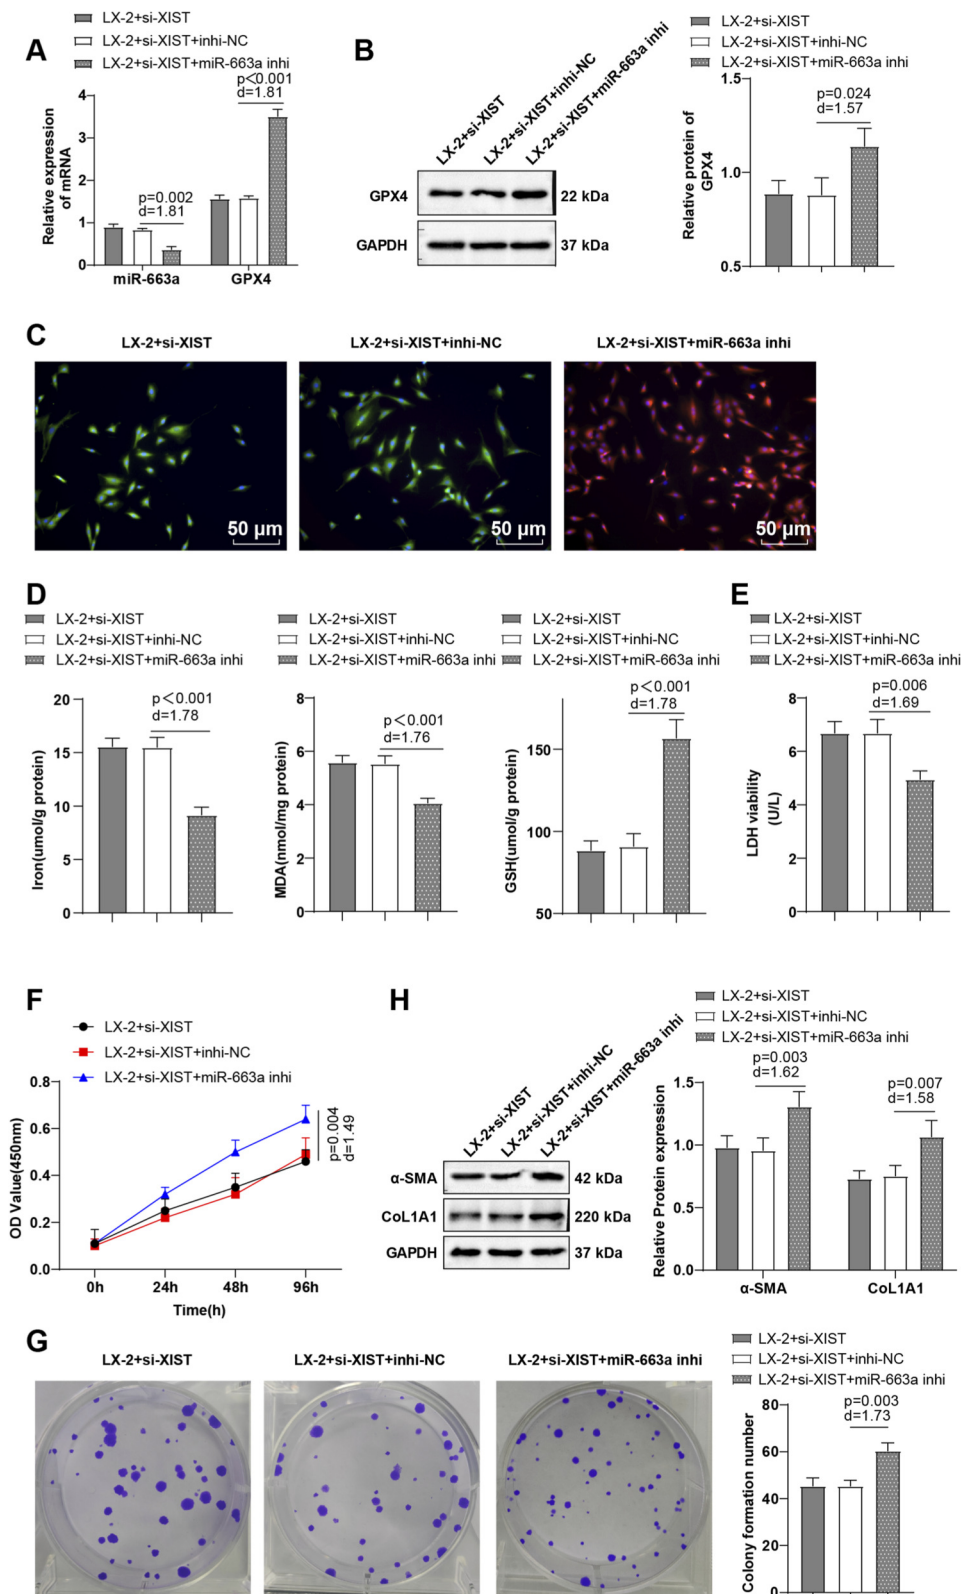 A
LX-2+si-XIST
LX-2+si-XIST+inhi-NC
LX-2+si-XIST+miR-663a inhi
p<0.001
d=1.81
p=0.002
d=1.81
Relative expression
of mRNA
4
3
2
1
0
miR-663a
GPX4
B
LX-2+si-XIST
LX-2+si-XIST+inhi-NC
LX-2+si-XIST+miR-663a inhi
GPX4
22 kDa
GAPDH
37 kDa
LX-2+si-XIST
LX-2+si-XIST+inhi-NC
LX-2+si-XIST+miR-663a inhi
p=0.024
d=1.57
Relative protein of
GPX4
1.5
1.0
0.5
C
LX-2+si-XIST
LX-2+si-XIST+inhi-NC
LX-2+si-XIST+miR-663a inhi
50 μm
50 μm
50 μm
D
LX-2+si-XIST
LX-2+si-XIST+inhi-NC
LX-2+si-XIST+miR-663a inhi
p<0.001
d=1.78
Iron(umol/g protein)
20
15
10
5
0
LX-2+si-XIST
LX-2+si-XIST+inhi-NC
LX-2+si-XIST+miR-663a inhi
p<0.001
d=1.76
MDA(nmol/mg protein)
8
6
4
2
0
LX-2+si-XIST
LX-2+si-XIST+inhi-NC
LX-2+si-XIST+miR-663a inhi
p<0.001
d=1.78
GSH(umol/g protein)
150
100
50
E
LX-2+si-XIST
LX-2+si-XIST+inhi-NC
LX-2+si-XIST+miR-663a inhi
p=0.006
d=1.69
LDH viability
(U/L)
8
6
4
2
0
F
LX-2+si-XIST
LX-2+si-XIST+inhi-NC
LX-2+si-XIST+miR-663a inhi
OD Value(450nm)
0.8
0.6
0.4
0.2
0.0
p=0.004
d=1.49
0h
24h
48h
96h
Time(h)
H
LX-2+si-XIST
LX-2+si-XIST+inhi-NC
LX-2+si-XIST+miR-663a inhi
α-SMA
42 kDa
CoL1A1
220 kDa
GAPDH
37 kDa
LX-2+si-XIST
LX-2+si-XIST+inhi-NC
LX-2+si-XIST+miR-663a inhi
p=0.003
d=1.62
p=0.007
d=1.58
Relative Protein expression
1.5
1.0
0.5
0.0
α-SMA
CoL1A1
G
LX-2+si-XIST
LX-2+si-XIST+inhi-NC
LX-2+si-XIST+miR-663a inhi
LX-2+si-XIST
LX-2+si-XIST+inhi-NC
LX-2+si-XIST+miR-663a inhi
p=0.003
d=1.73
Colony formation number
80
60
40
20
0